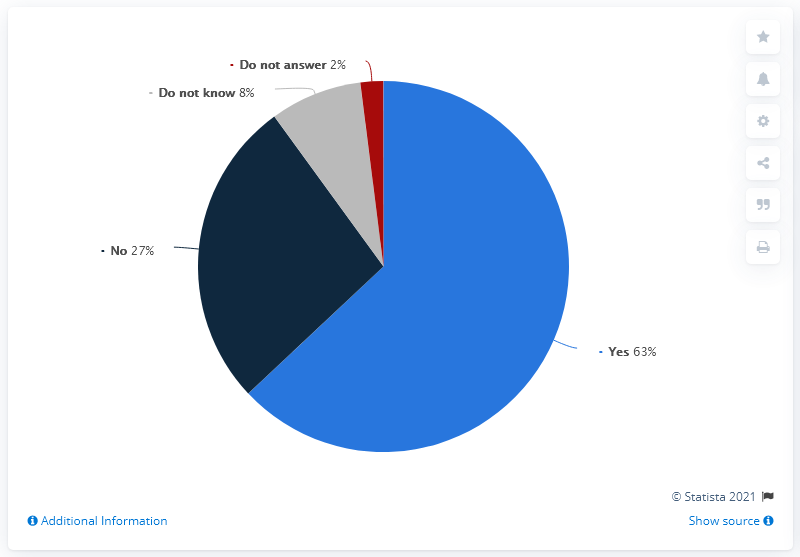 Do not answer 2%
Do not know 8%
No 27%
Yes 63%
© Statista 2021
Additional Information
Show source